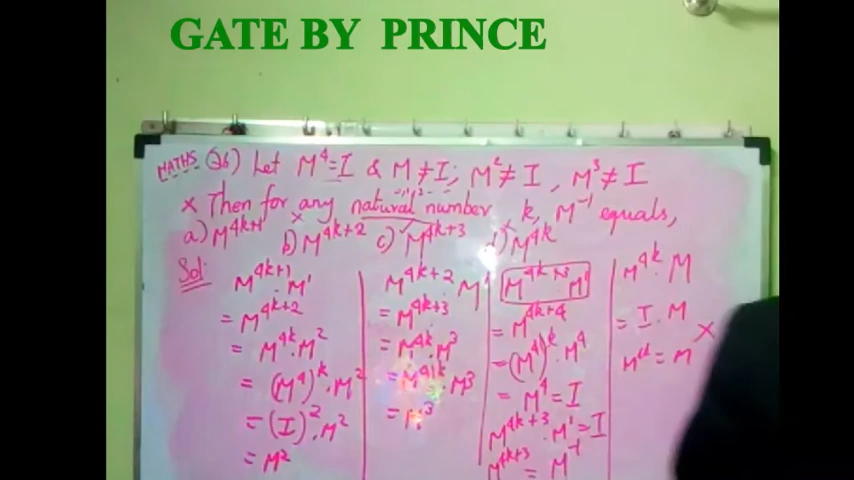 GATE BY PRINCE
MATHS Q6) Let M⁴=I & M≠I; M²≠I, M³≠I
× Then for any natural number k, M⁻¹ equals,
a) M⁴ᵏ⁺¹ b) M⁴ᵏ⁺² c) M⁴ᵏ⁺³ d) M⁴ᵏ
Sol:
M⁴ᵏ⁺¹ · M¹
= M⁴ᵏ⁺²
= M⁴ᵏ · M²
= (M⁴)ᵏ · M²
= (I)² · M²
= M²
M⁴ᵏ⁺² · M¹
= M⁴ᵏ⁺³
= M⁴ᵏ · M³
= M⁴ᵏ · M³
= M³
M⁴ᵏ⁺³ M¹
= M⁴ᵏ⁺⁴
= (M⁴)ᵏ · M⁴
= M⁴ = I
M⁴ᵏ⁺³ · M¹ = I
M⁴ᵏ⁺³ = M⁻¹
M⁴ᵏ · M
= I · M
= M ×